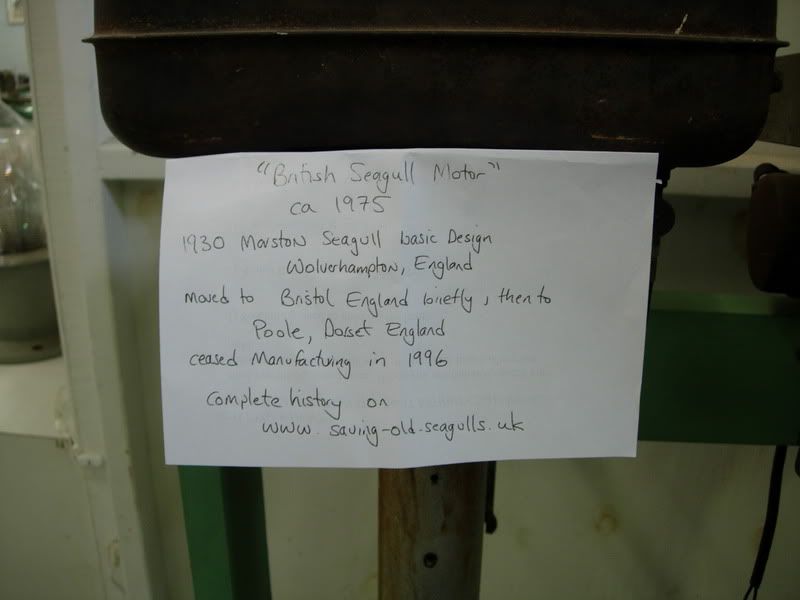 "British Seagull Motor"
ca 1975
1930 Marston Seagull basic Design
Wolverhampton, England
moved to Bristol England briefly, then to
Poole, Dorset England
ceased Manufacturing in 1996
complete history on
www.saving-old-seagulls.uk